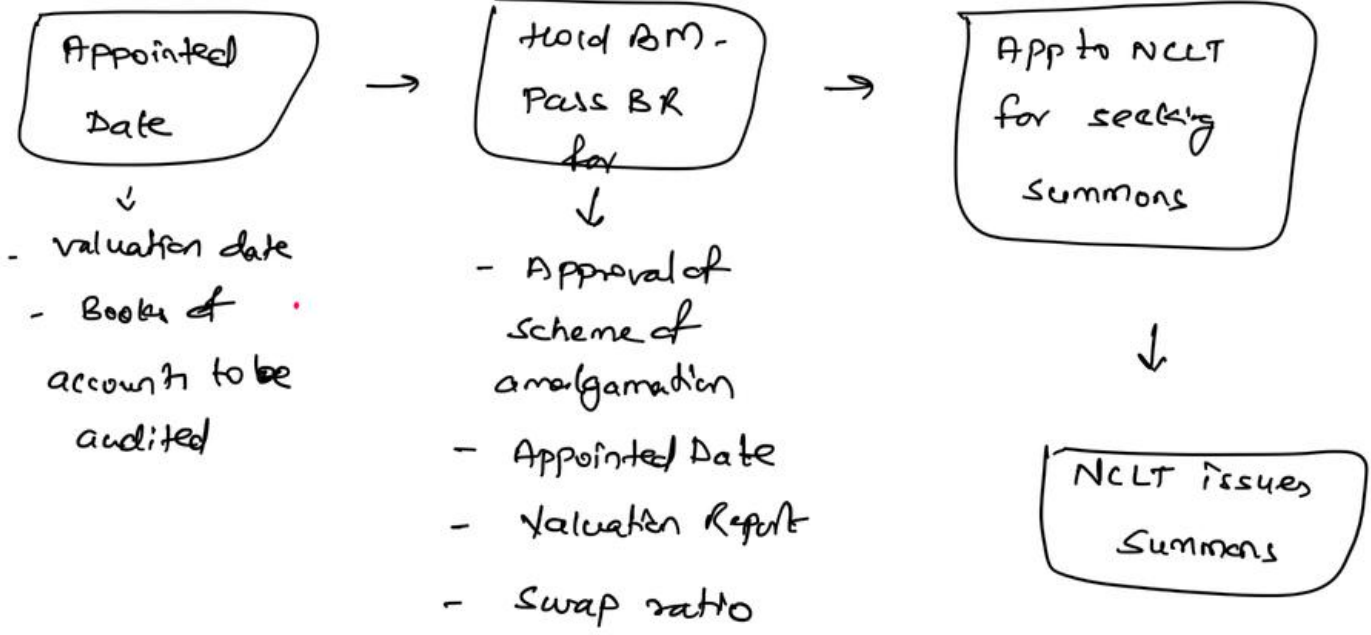 Appointed
Date
- valuation date
- Books of
accounts to be
audited
Hold BM.
Pass BR
for
- Approval of
scheme of
amalgamation
- Appointed Date
- Valuation Report
- Swap ratio
App to NCLT
for seeking
summons
NCLT issues
Summons